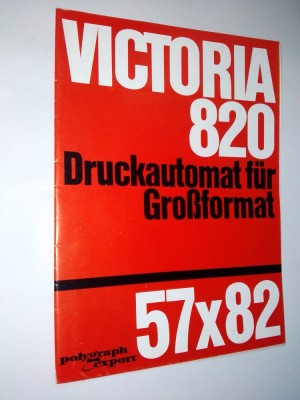 VICTORIA
820
Druckautomat für
Großformat
57x82
polygraph
export